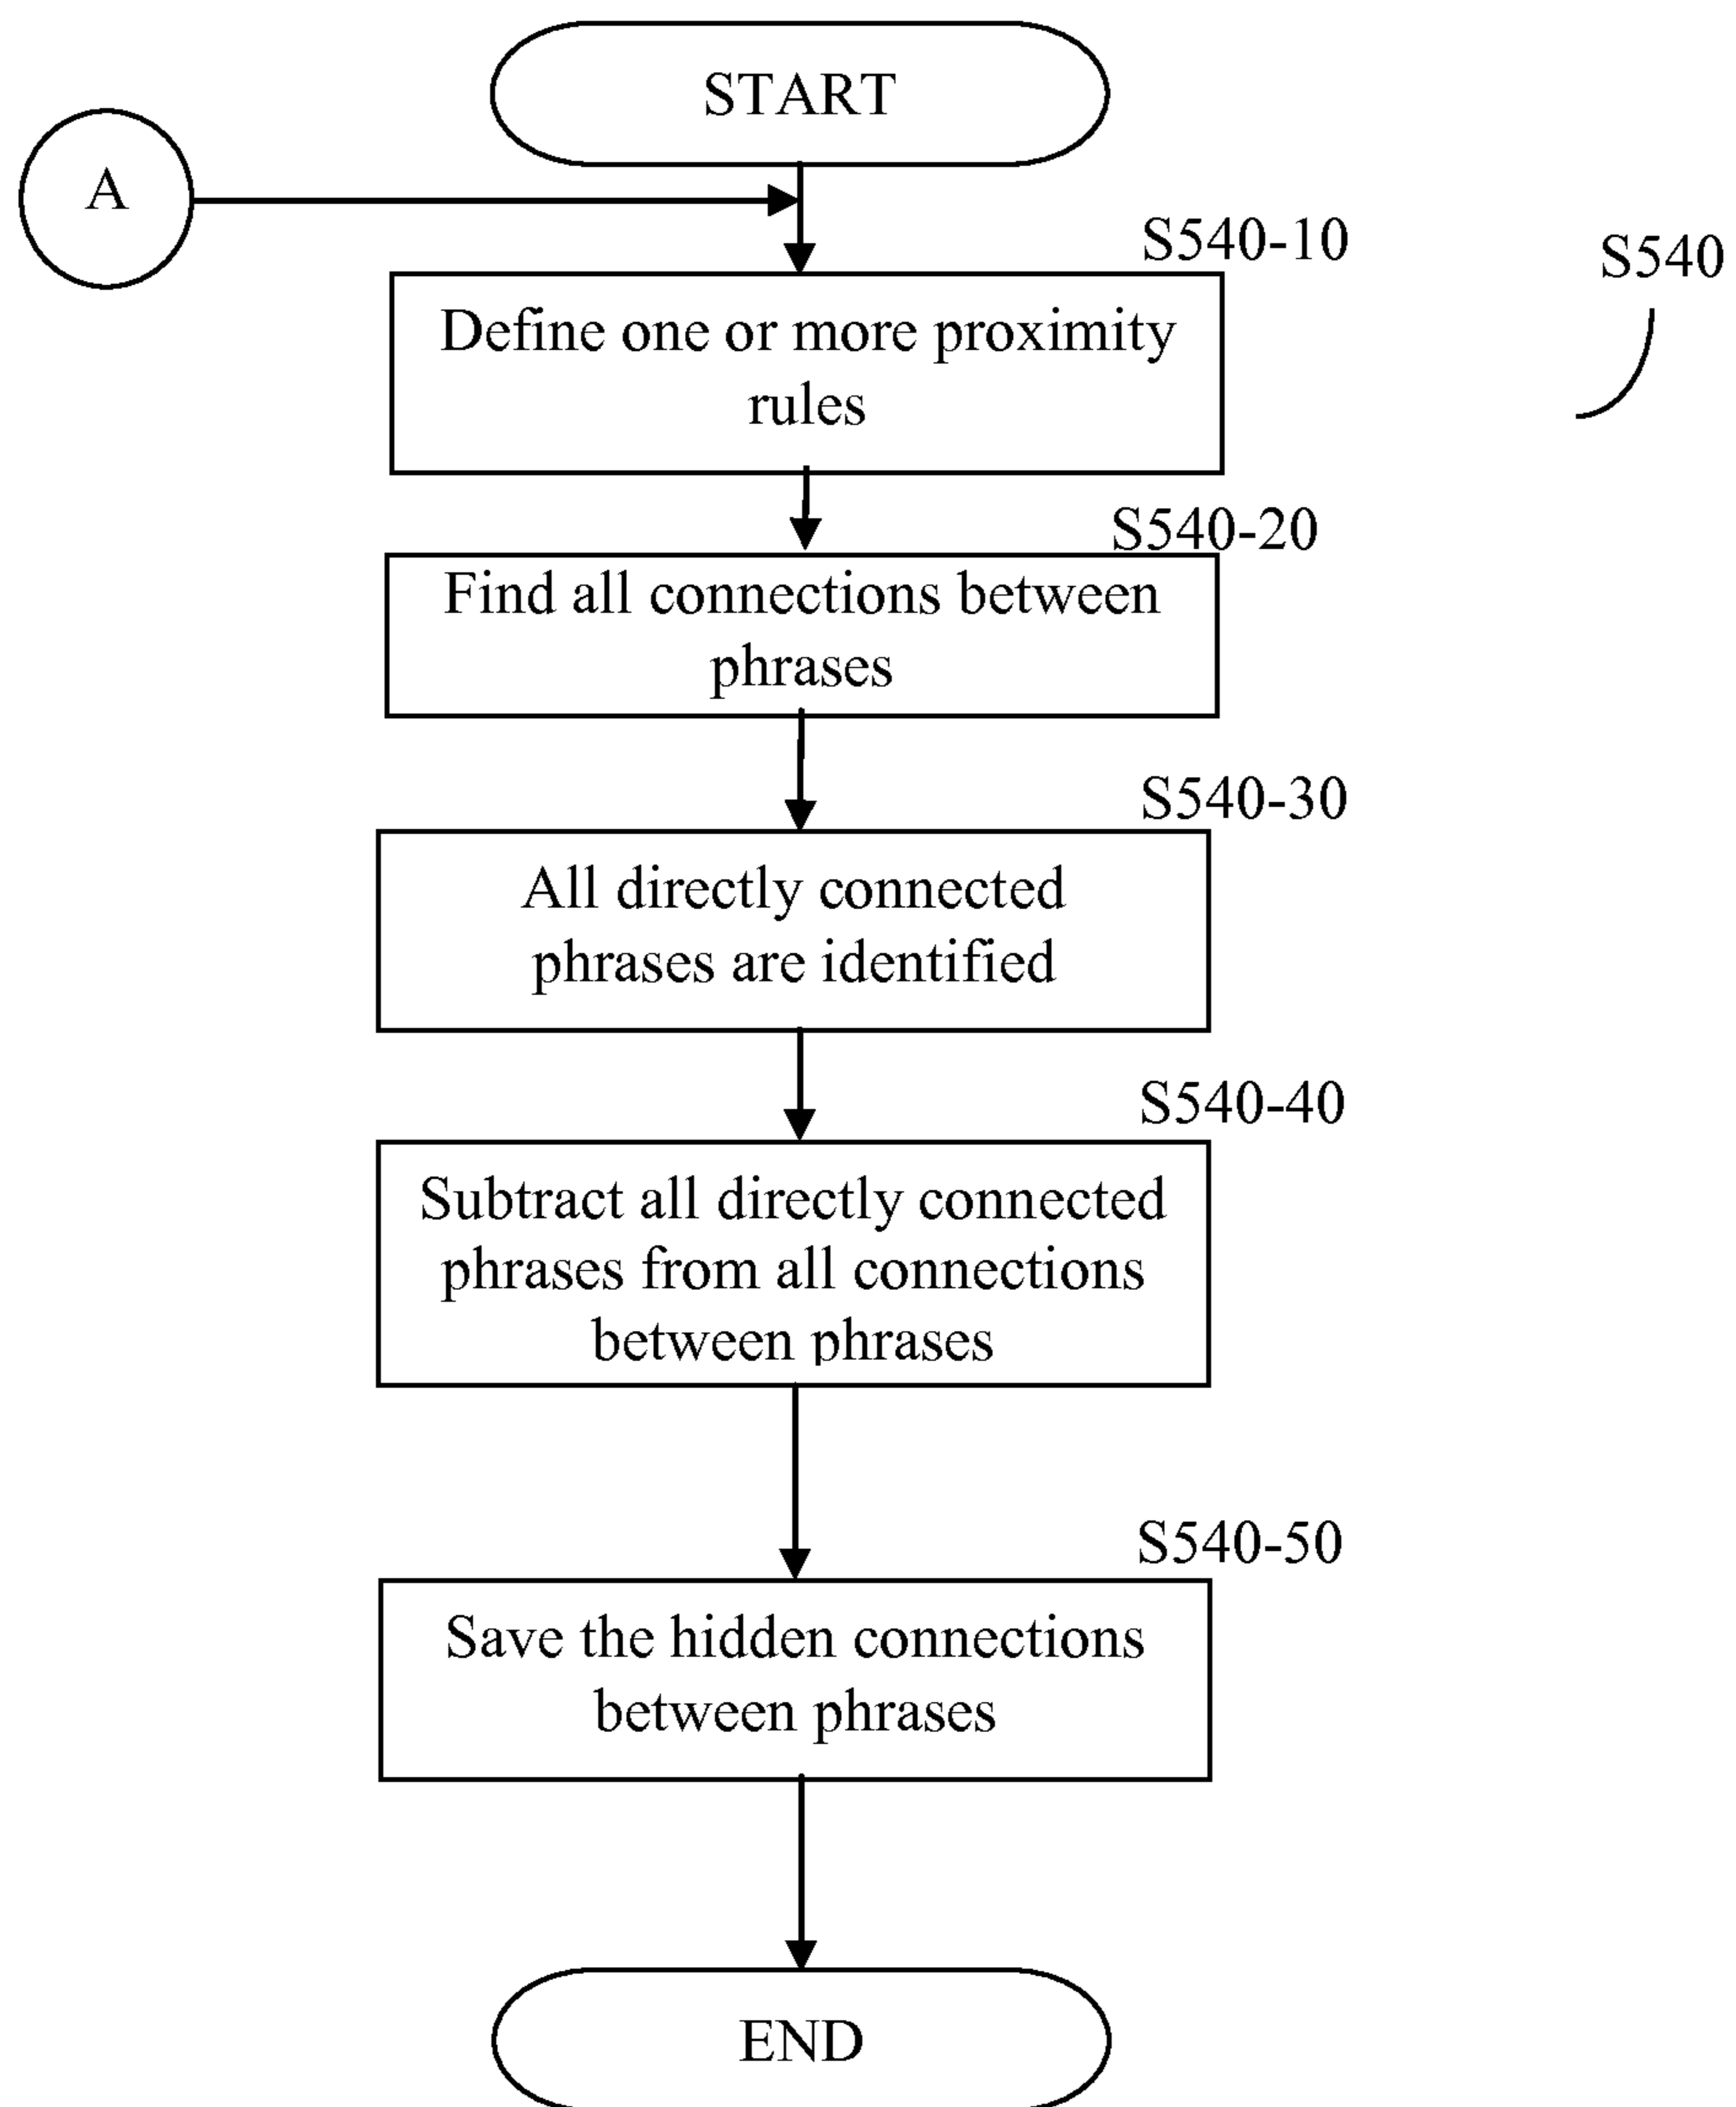 START
A
S540-10
S540
Define one or more proximity
rules
S540-20
Find all connections between
phrases
S540-30
All directly connected
phrases are identified
S540-40
Subtract all directly connected
phrases from all connections
between phrases
S540-50
Save the hidden connections
between phrases
END